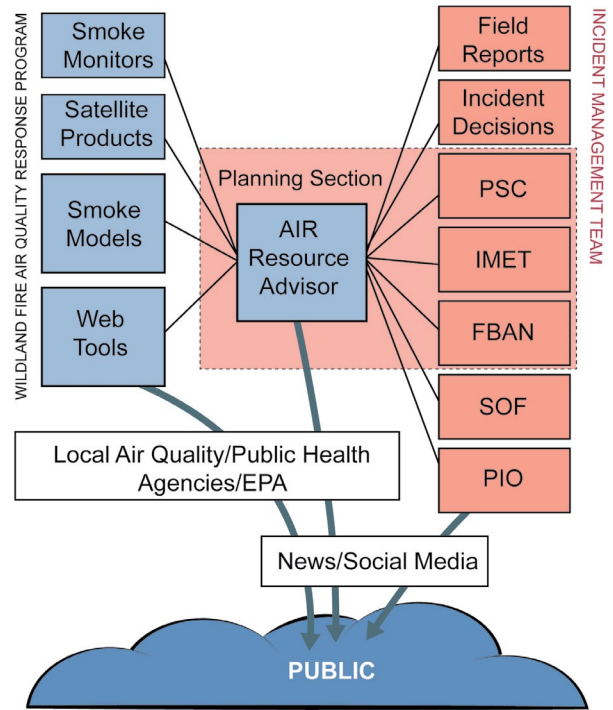 WILDLAND FIRE AIR QUALITY RESPONSE PROGRAM
Smoke
Monitors
Satellite
Products
Smoke
Models
Web
Tools
Planning Section
AIR
Resource
Advisor
Field
Reports
Incident
Decisions
PSC
IMET
FBAN
SOF
PIO
INCIDENT MANAGEMENT TEAM
Local Air Quality/Public Health
Agencies/EPA
News/Social Media
PUBLIC